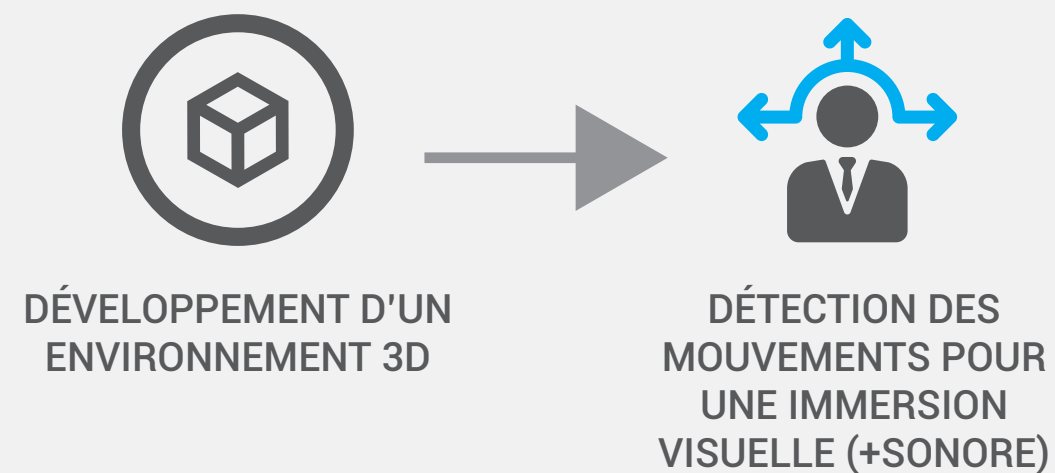 DÉVELOPPEMENT D'UN
ENVIRONNEMENT 3D
DÉTECTION DES
MOUVEMENTS POUR
UNE IMMERSION
VISUELLE (+SONORE)